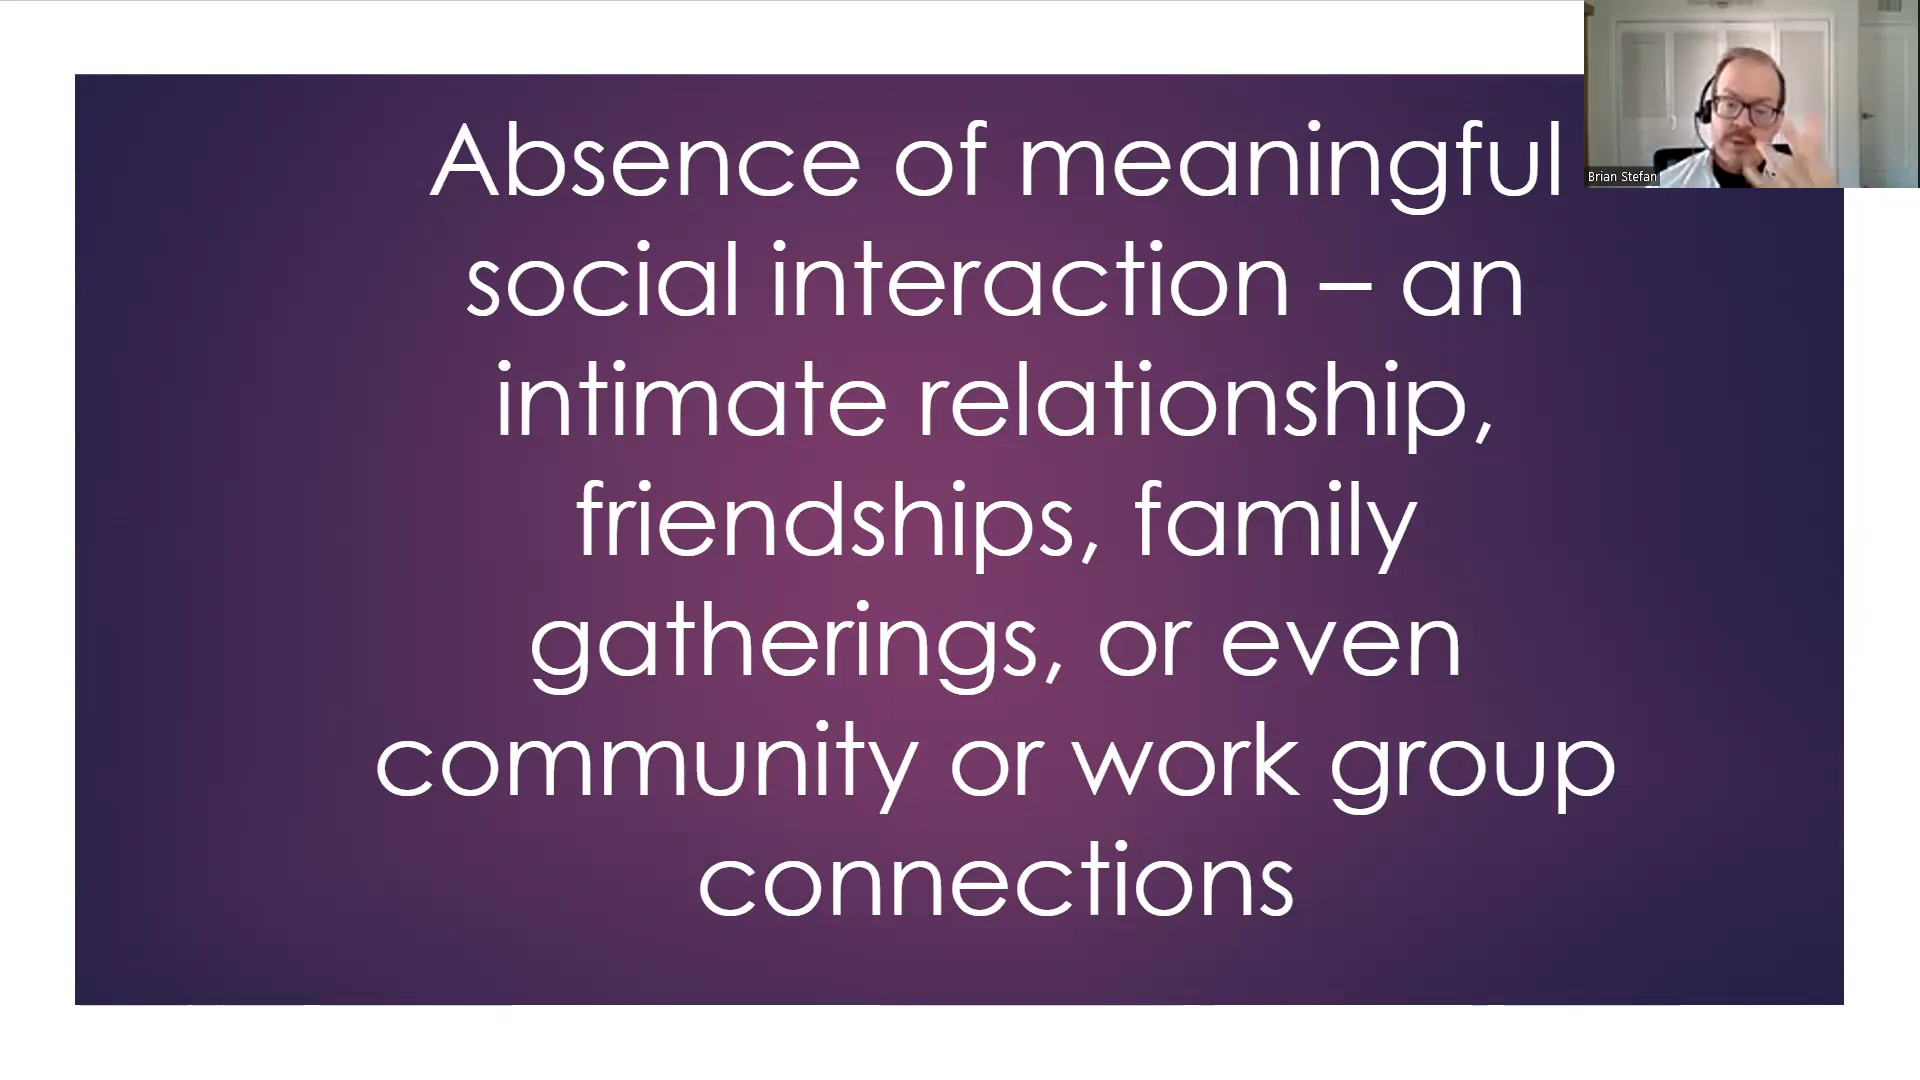 Absence of meaningful
social interaction – an
intimate relationship,
friendships, family
gatherings, or even
community or work group
connections
Brian Stefan